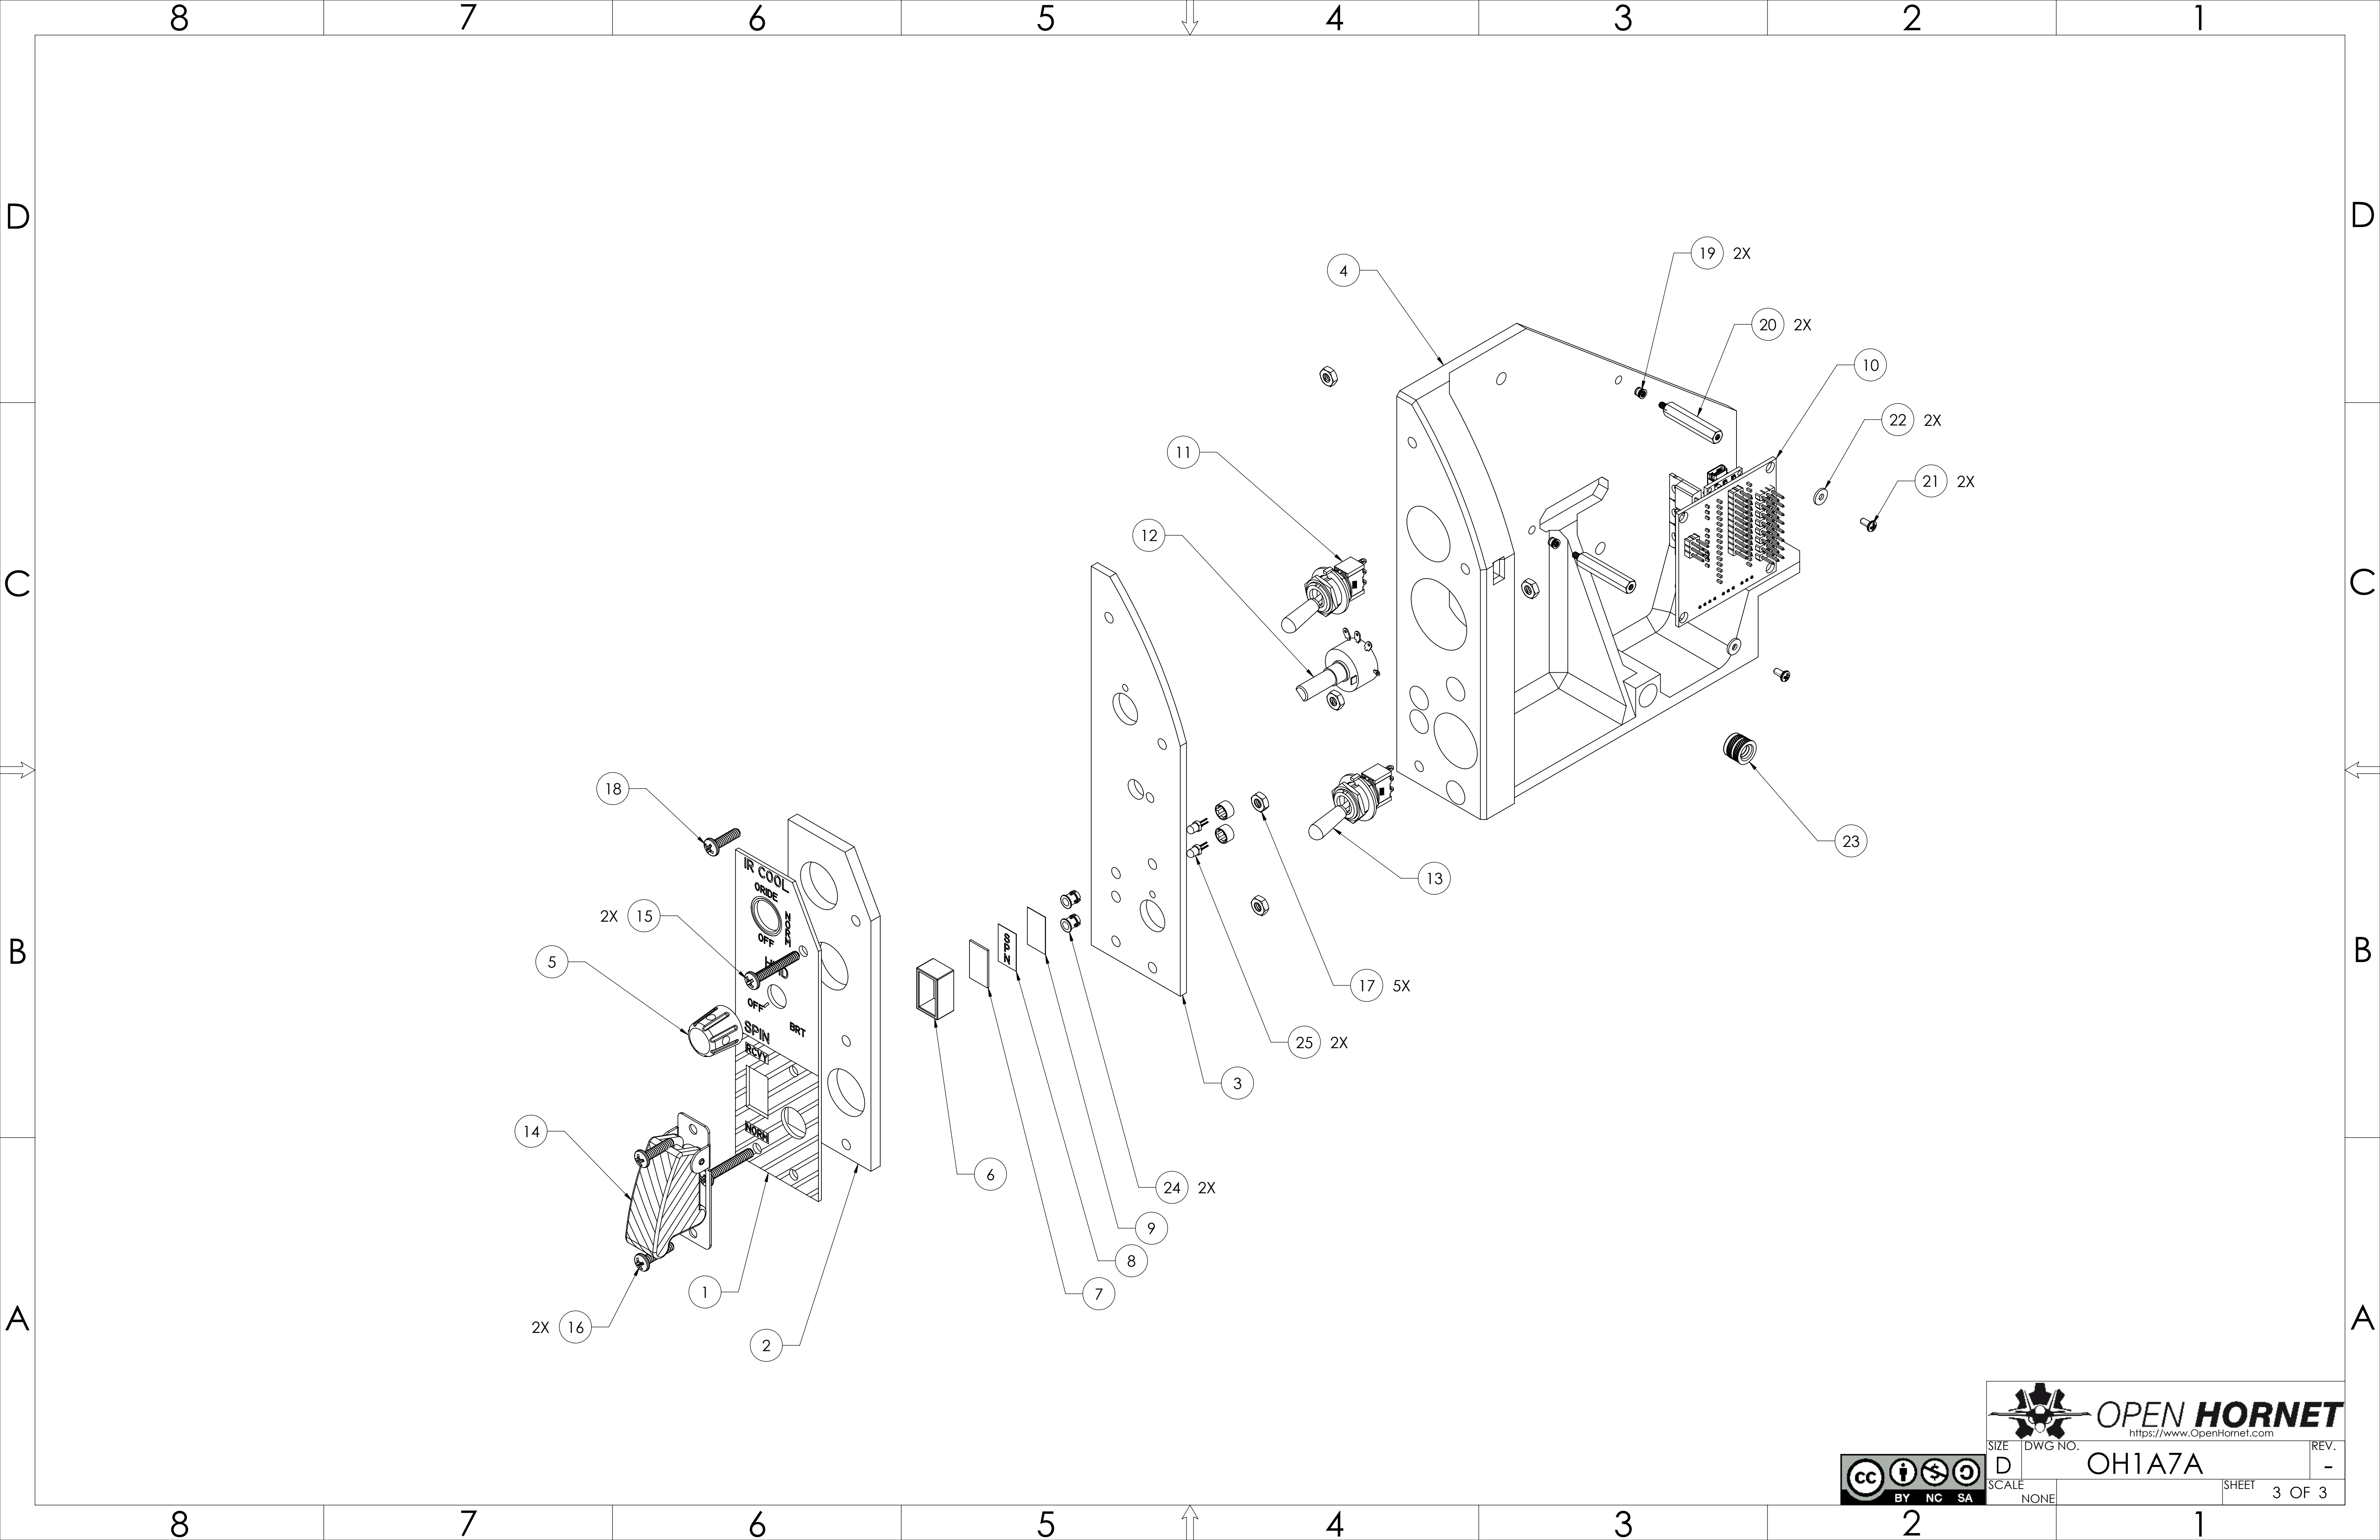 8 7 6 5 4 3 2 1
D D
19 2X
4
20 2X
10
22 2X
11
21 2X
12
C C
18
23
13
IR COOL
ORIDE
NORM
OFF
2X 15
B B
5
SPIN
17 5X
OFF
BRT
SPIN
RCVY
25 2X
3
14
NORM
6
24 2X
9
8
7
1
2X 16
2
A A
OPEN HORNET
https://www.OpenHornet.com
SIZE DWG NO. REV.
D OH1A7A -
SCALE NONE SHEET 3 OF 3
CC BY NC SA
8 7 6 5 4 3 2 1